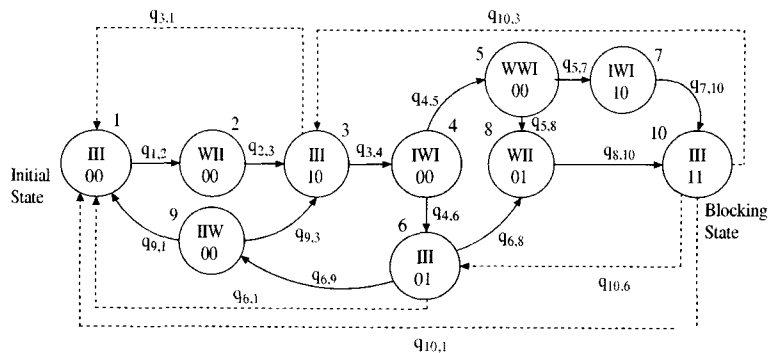 q3,1
q10,3
5
7
WWI
00
q5,7
IWI
10
q4,5
q7,10
1
2
3
4
8
q5,8
10
III
00
q1,2
WII
00
q2,3
III
10
q3,4
IWI
00
WII
01
q8,10
III
11
Initial
State
Blocking
State
9
IIW
00
q9,1
q9,3
q4,6
6
III
01
q6,8
q6,9
q6,1
q10,6
q10,1